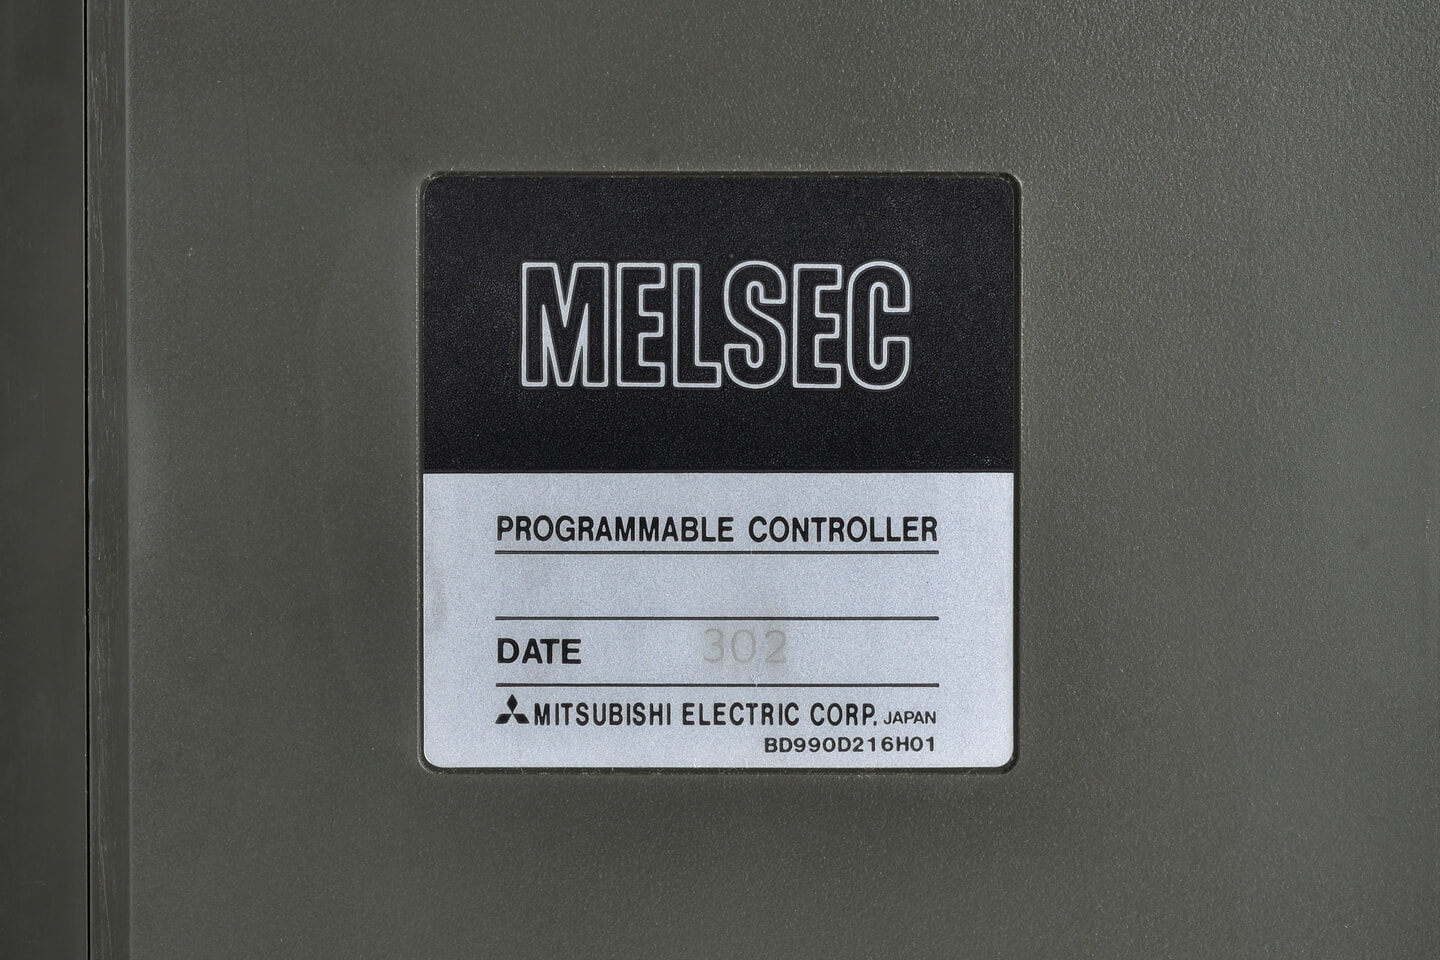 MELSEC
PROGRAMMABLE CONTROLLER
DATE 302
MITSUBISHI ELECTRIC CORP. JAPAN
BD990D216H01